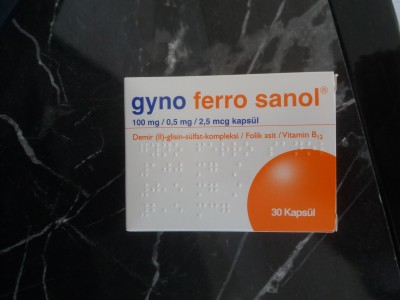 gyno ferro sanol®
100 mg / 0,5 mg / 2,5 mcg kapsül
Demir (II)-glisin-sülfat-kompleksi / Folik asit / Vitamin B12
30 Kapsül